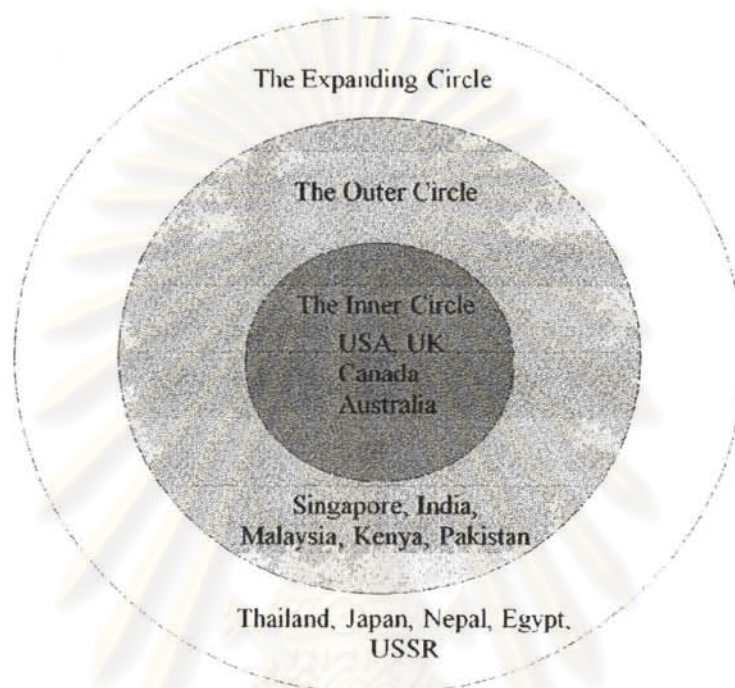 The Expanding Circle
The Outer Circle
The Inner Circle
USA, UK
Canada
Australia
Singapore, India,
Malaysia, Kenya, Pakistan
Thailand, Japan, Nepal, Egypt,
USSR